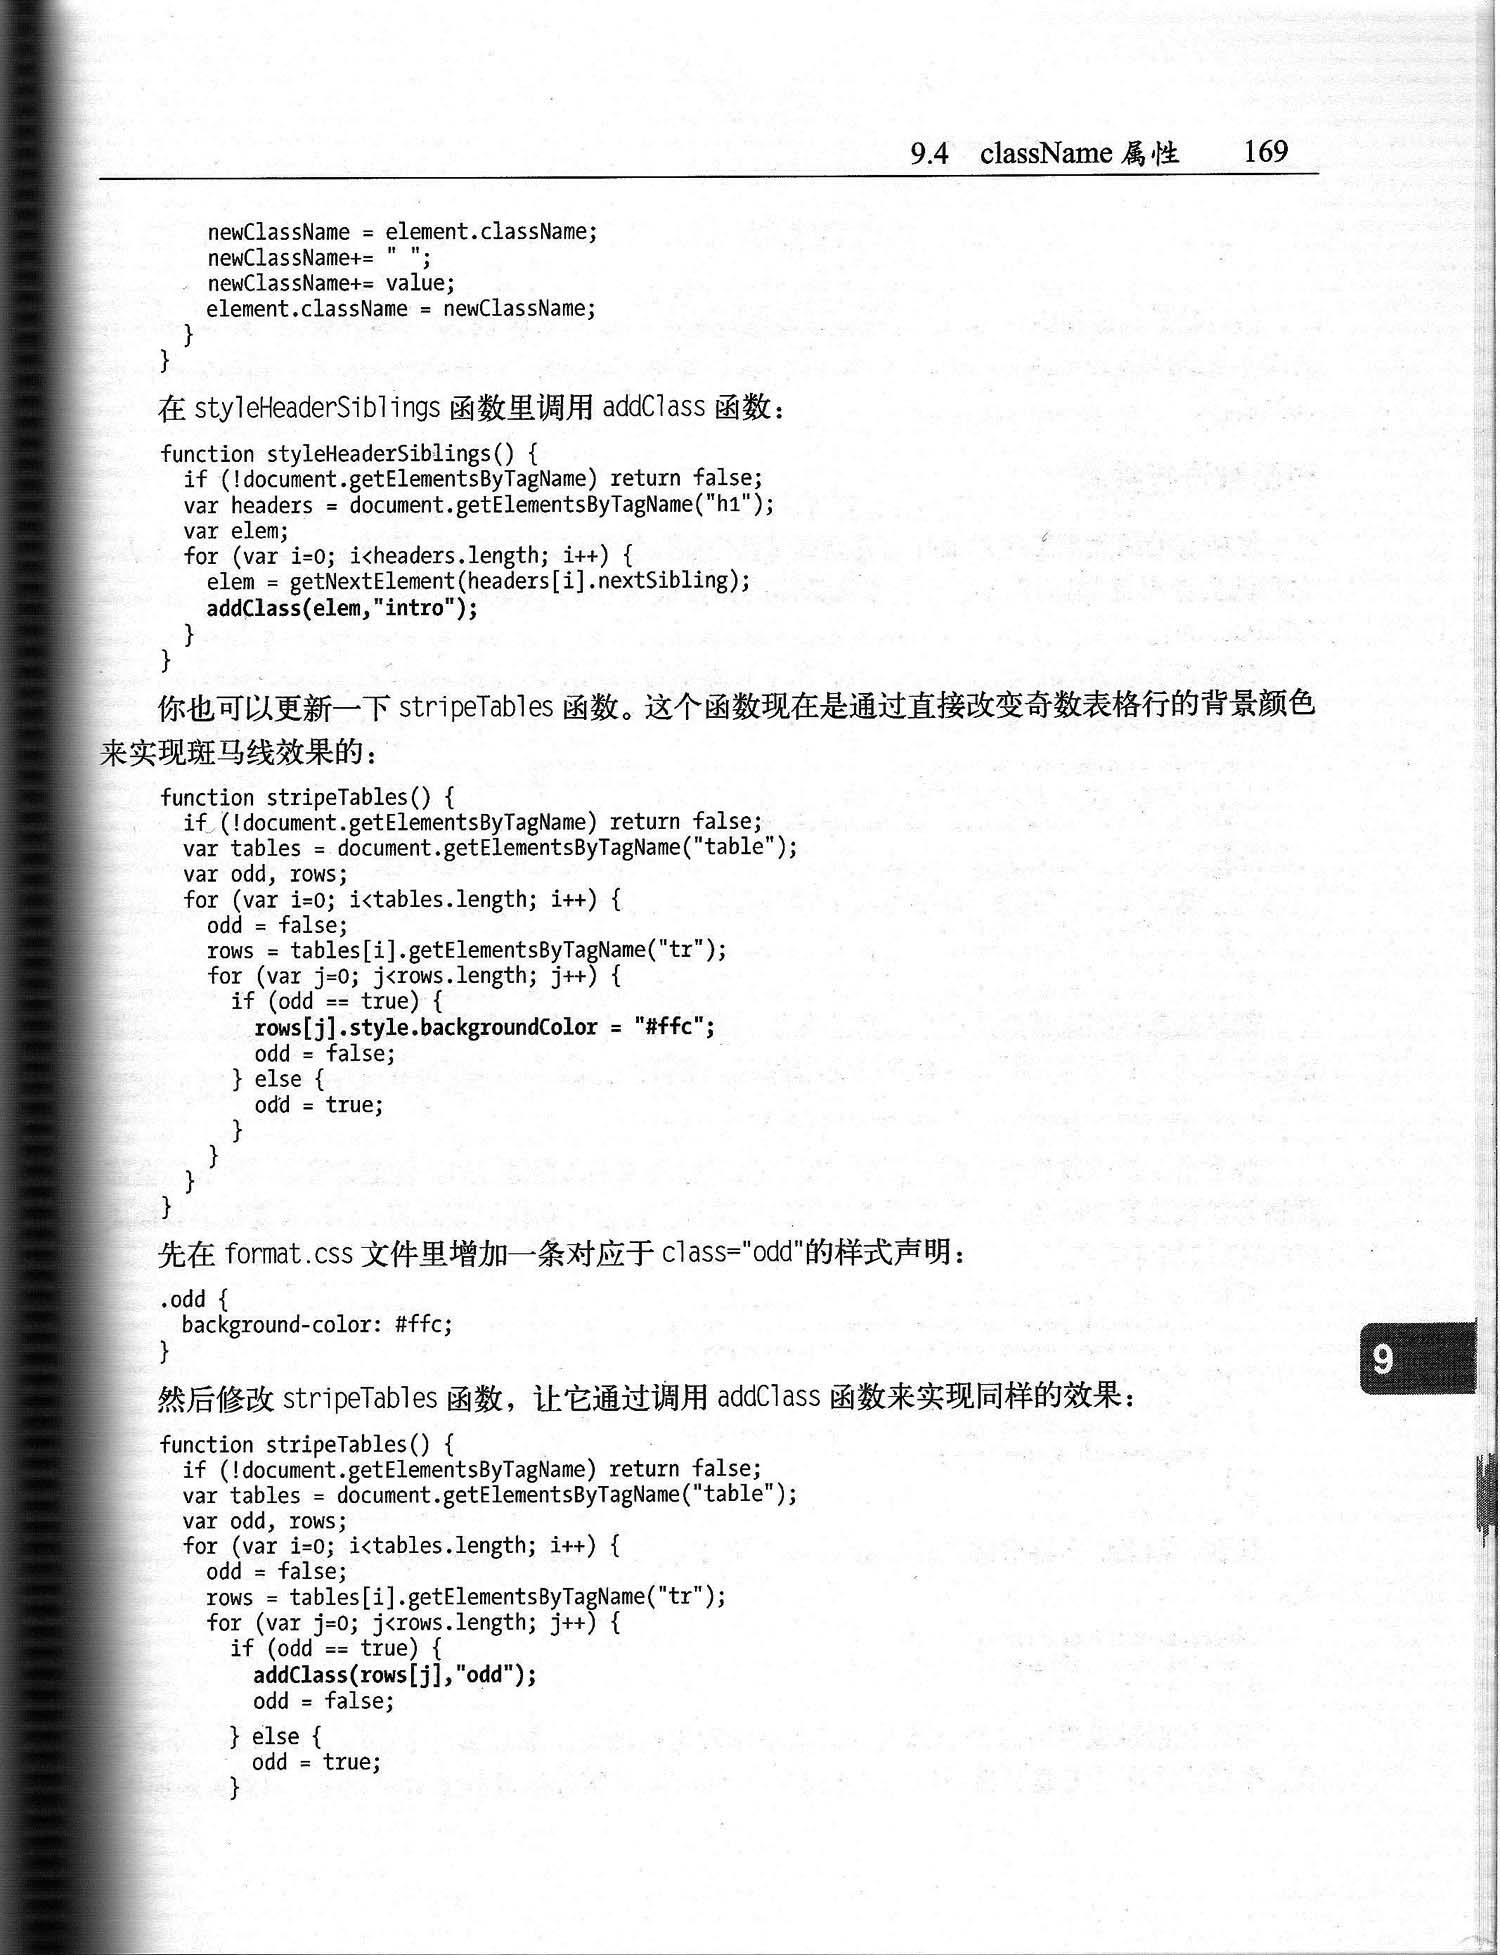 9.4 className 属性 169
newClassName = element.className;
newClassName+= " ";
newClassName+= value;
element.className = newClassName;
}
}
在 styleHeaderSiblings 函数里调用 addClass 函数：
function styleHeaderSiblings() {
if (!document.getElementsByTagName) return false;
var headers = document.getElementsByTagName("h1");
var elem;
for (var i=0; i<headers.length; i++) {
elem = getNextElement(headers[i].nextSibling);
addClass(elem,"intro");
}
}
你也可以更新一下 stripeTables 函数。这个函数现在是通过直接改变奇数表格行的背景颜色
来实现斑马线效果的：
function stripeTables() {
if (!document.getElementsByTagName) return false;
var tables = document.getElementsByTagName("table");
var odd, rows;
for (var i=0; i<tables.length; i++) {
odd = false;
rows = tables[i].getElementsByTagName("tr");
for (var j=0; j<rows.length; j++) {
if (odd == true) {
rows[j].style.backgroundColor = "#ffc";
odd = false;
} else {
odd = true;
}
}
}
}
先在 format.css 文件里增加一条对应于 class="odd"的样式声明：
.odd {
background-color: #ffc;
}
9
然后修改 stripeTables 函数，让它通过调用 addClass 函数来实现同样的效果：
function stripeTables() {
if (!document.getElementsByTagName) return false;
var tables = document.getElementsByTagName("table");
var odd, rows;
for (var i=0; i<tables.length; i++) {
odd = false;
rows = tables[i].getElementsByTagName("tr");
for (var j=0; j<rows.length; j++) {
if (odd == true) {
addClass(rows[j],"odd");
odd = false;
} else {
odd = true;
}